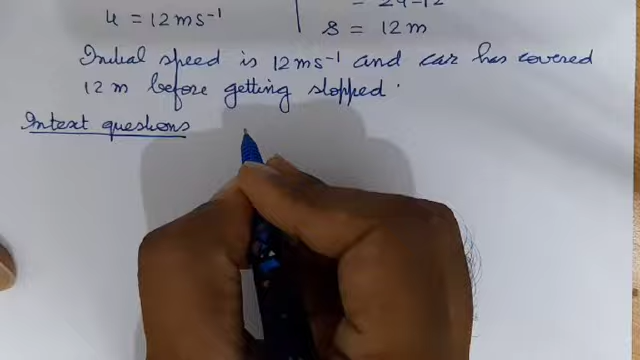 = 24-12
u = 12 ms⁻¹
s = 12 m
Initial speed is 12 ms⁻¹ and car has covered
12 m before getting stopped.
Intext questions